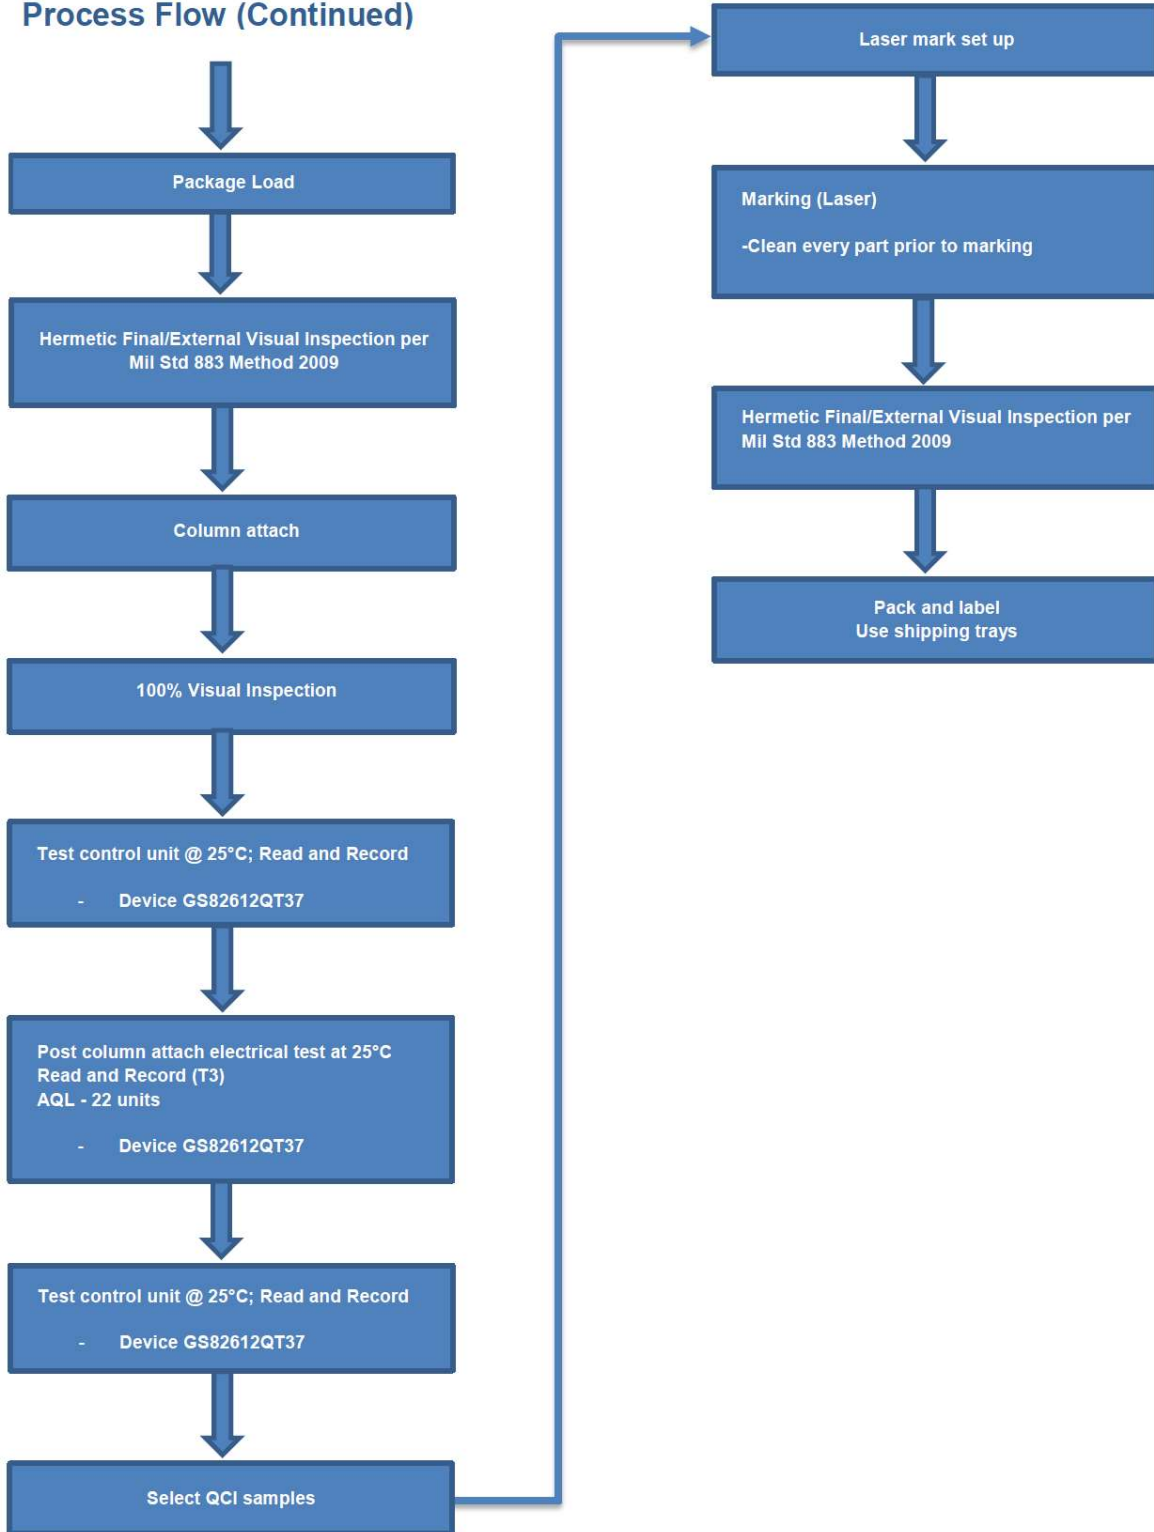 Process Flow (Continued)
Package Load
Hermetic Final/External Visual Inspection per
Mil Std 883 Method 2009
Column attach
100% Visual Inspection
Test control unit @ 25°C; Read and Record
- Device GS82612QT37
Post column attach electrical test at 25°C
Read and Record (T3)
AQL - 22 units
- Device GS82612QT37
Test control unit @ 25°C; Read and Record
- Device GS82612QT37
Select QCI samples
Laser mark set up
Marking (Laser)
-Clean every part prior to marking
Hermetic Final/External Visual Inspection per
Mil Std 883 Method 2009
Pack and label
Use shipping trays